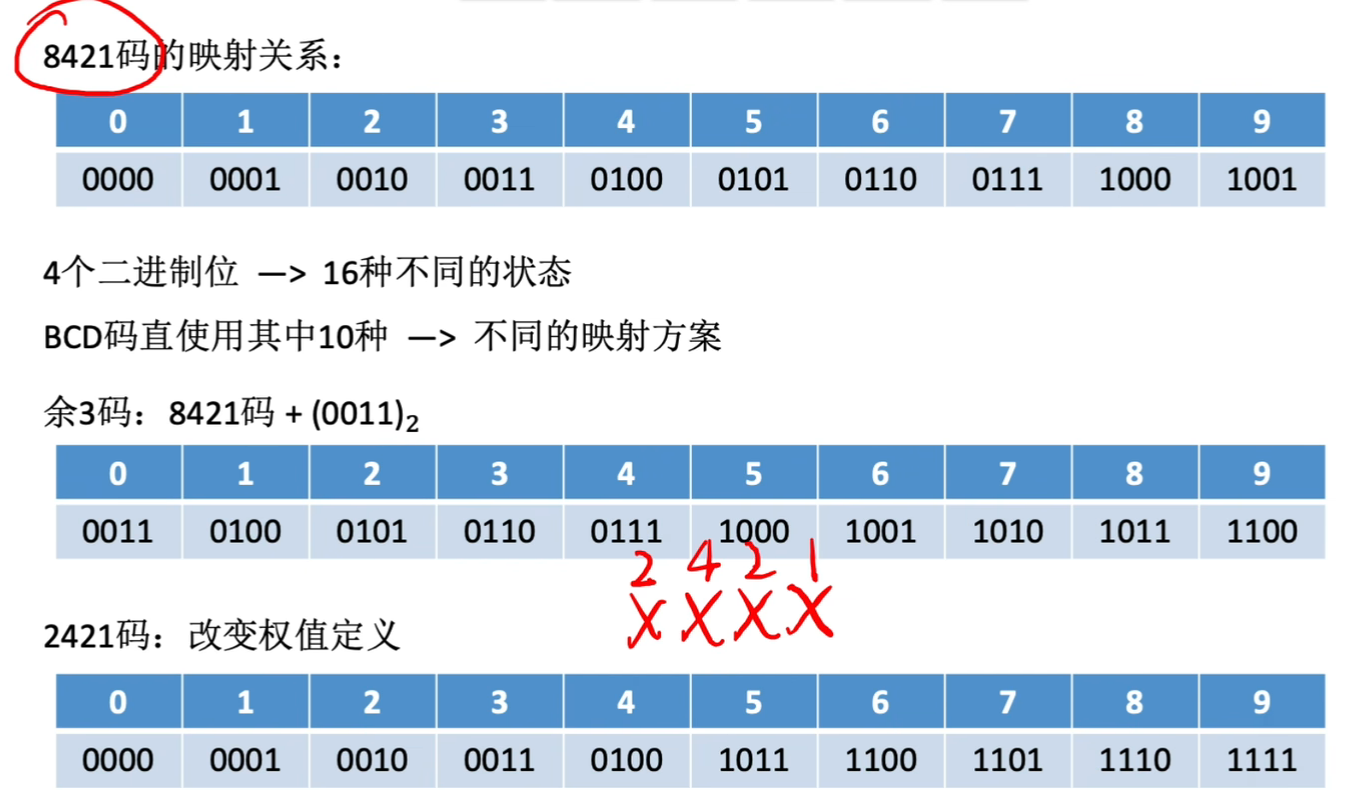 8421码的映射关系：
0 1 2 3 4 5 6 7 8 9
0000 0001 0010 0011 0100 0101 0110 0111 1000 1001
4个二进制位 —> 16种不同的状态
BCD码直使用其中10种 —> 不同的映射方案
余3码：8421码 + (0011)₂
0 1 2 3 4 5 6 7 8 9
0011 0100 0101 0110 0111 1000 1001 1010 1011 1100
2 4 2 1
X X X X
2421码：改变权值定义
0 1 2 3 4 5 6 7 8 9
0000 0001 0010 0011 0100 1011 1100 1101 1110 1111